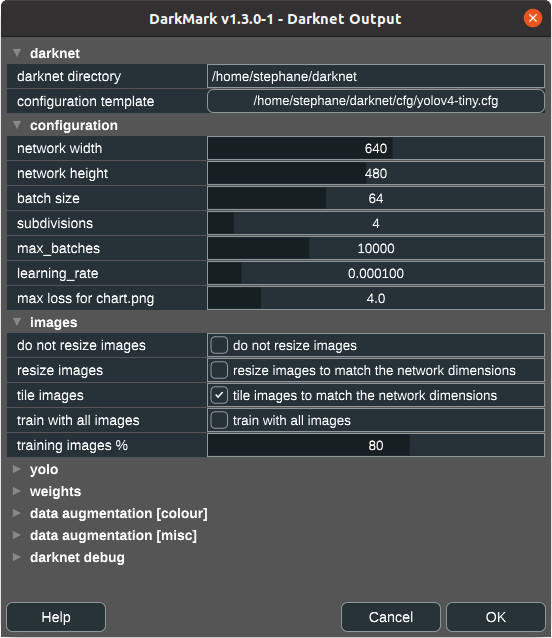 DarkMark v1.3.0-1 - Darknet Output
darknet
darknet directory /home/stephane/darknet
configuration template /home/stephane/darknet/cfg/yolov4-tiny.cfg
configuration
network width 640
network height 480
batch size 64
subdivisions 4
max_batches 10000
learning_rate 0.000100
max loss for chart.png 4.0
images
do not resize images do not resize images
resize images resize images to match the network dimensions
tile images tile images to match the network dimensions
train with all images train with all images
training images % 80
yolo
weights
data augmentation [colour]
data augmentation [misc]
darknet debug
Help Cancel OK